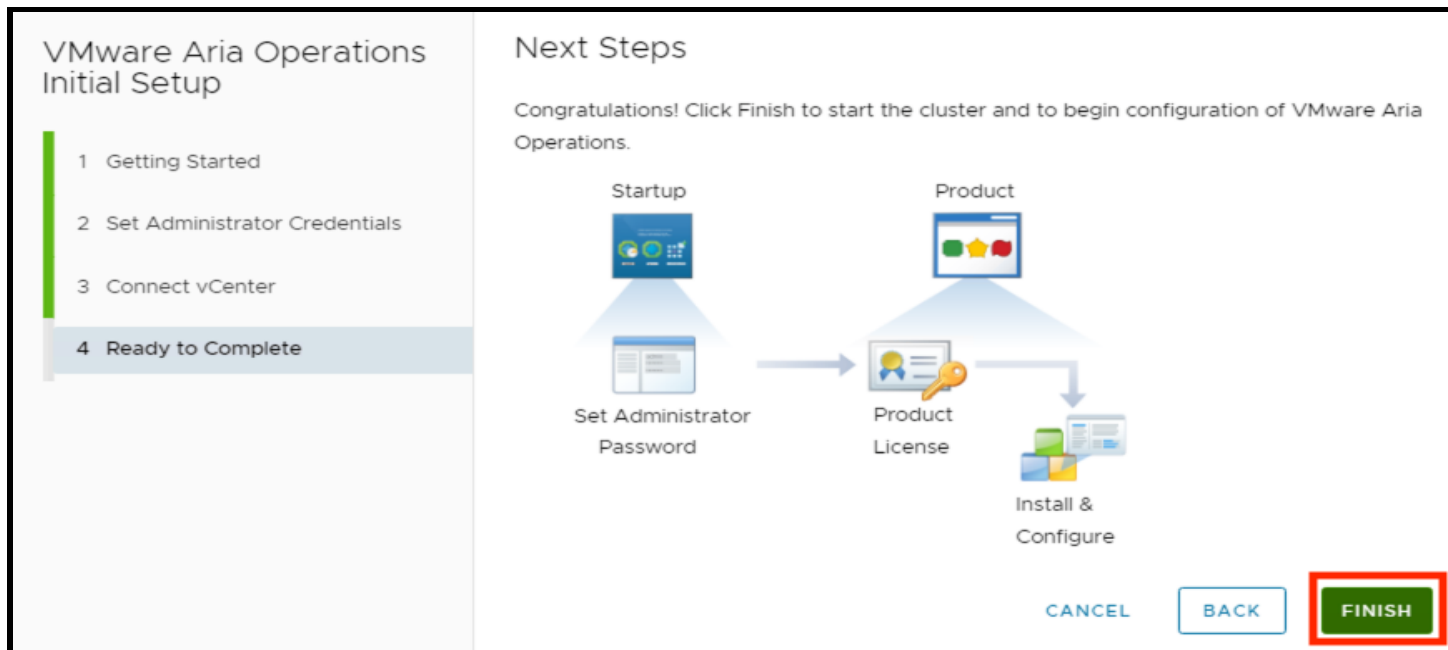 VMware Aria Operations
Initial Setup
1 Getting Started
2 Set Administrator Credentials
3 Connect vCenter
4 Ready to Complete
Next Steps
Congratulations! Click Finish to start the cluster and to begin configuration of VMware Aria
Operations.
Startup
Product
Set Administrator
Password
Product
License
Install &
Configure
CANCEL
BACK
FINISH